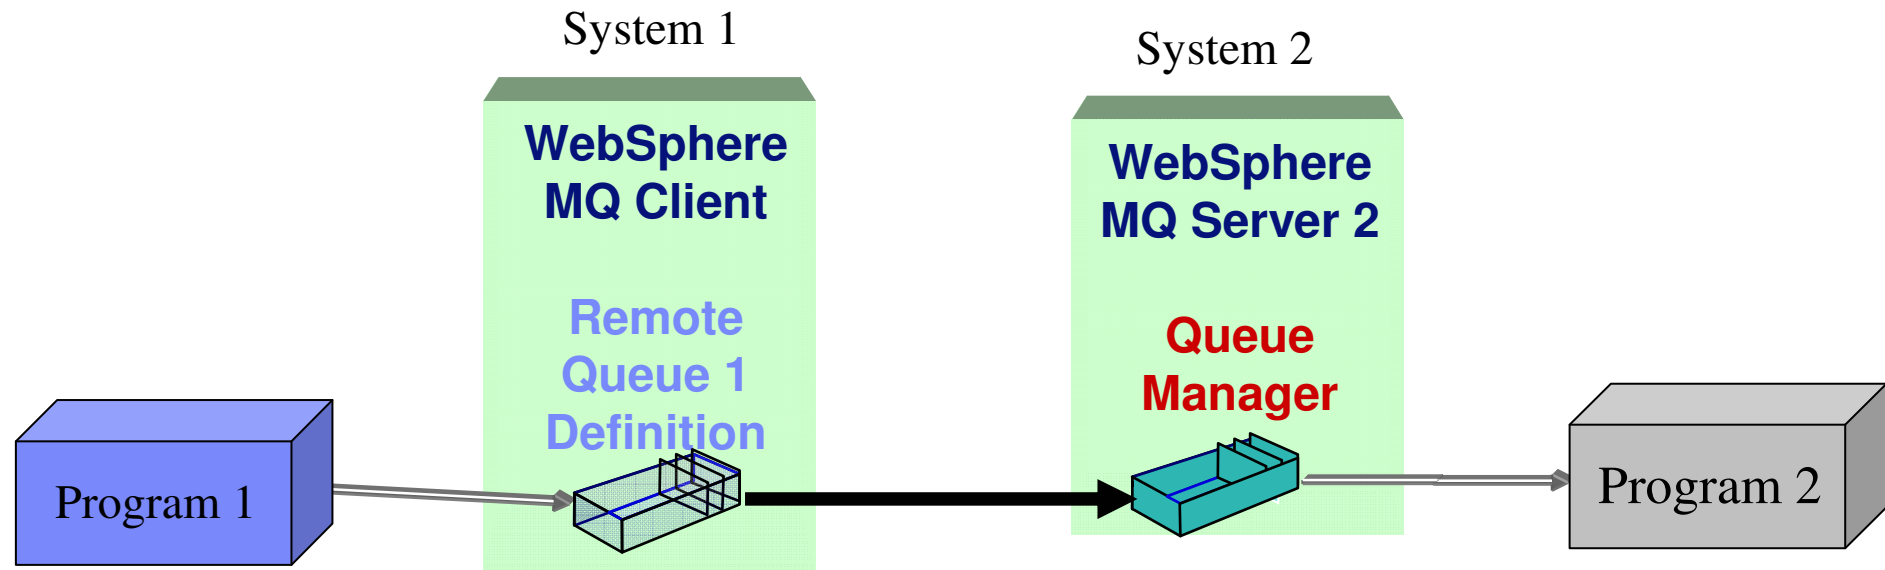 System 1
WebSphere
MQ Client
Remote
Queue 1
Definition
System 2
WebSphere
MQ Server 2
Queue
Manager
Program 1
Program 2